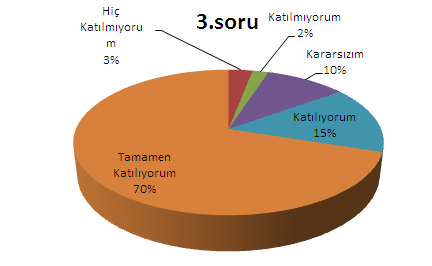 3.soru
Hiç
Katılmıyoru
m
3%
Katılmıyorum
2%
Kararsızım
10%
Katılıyorum
15%
Tamamen
Katılıyorum
70%